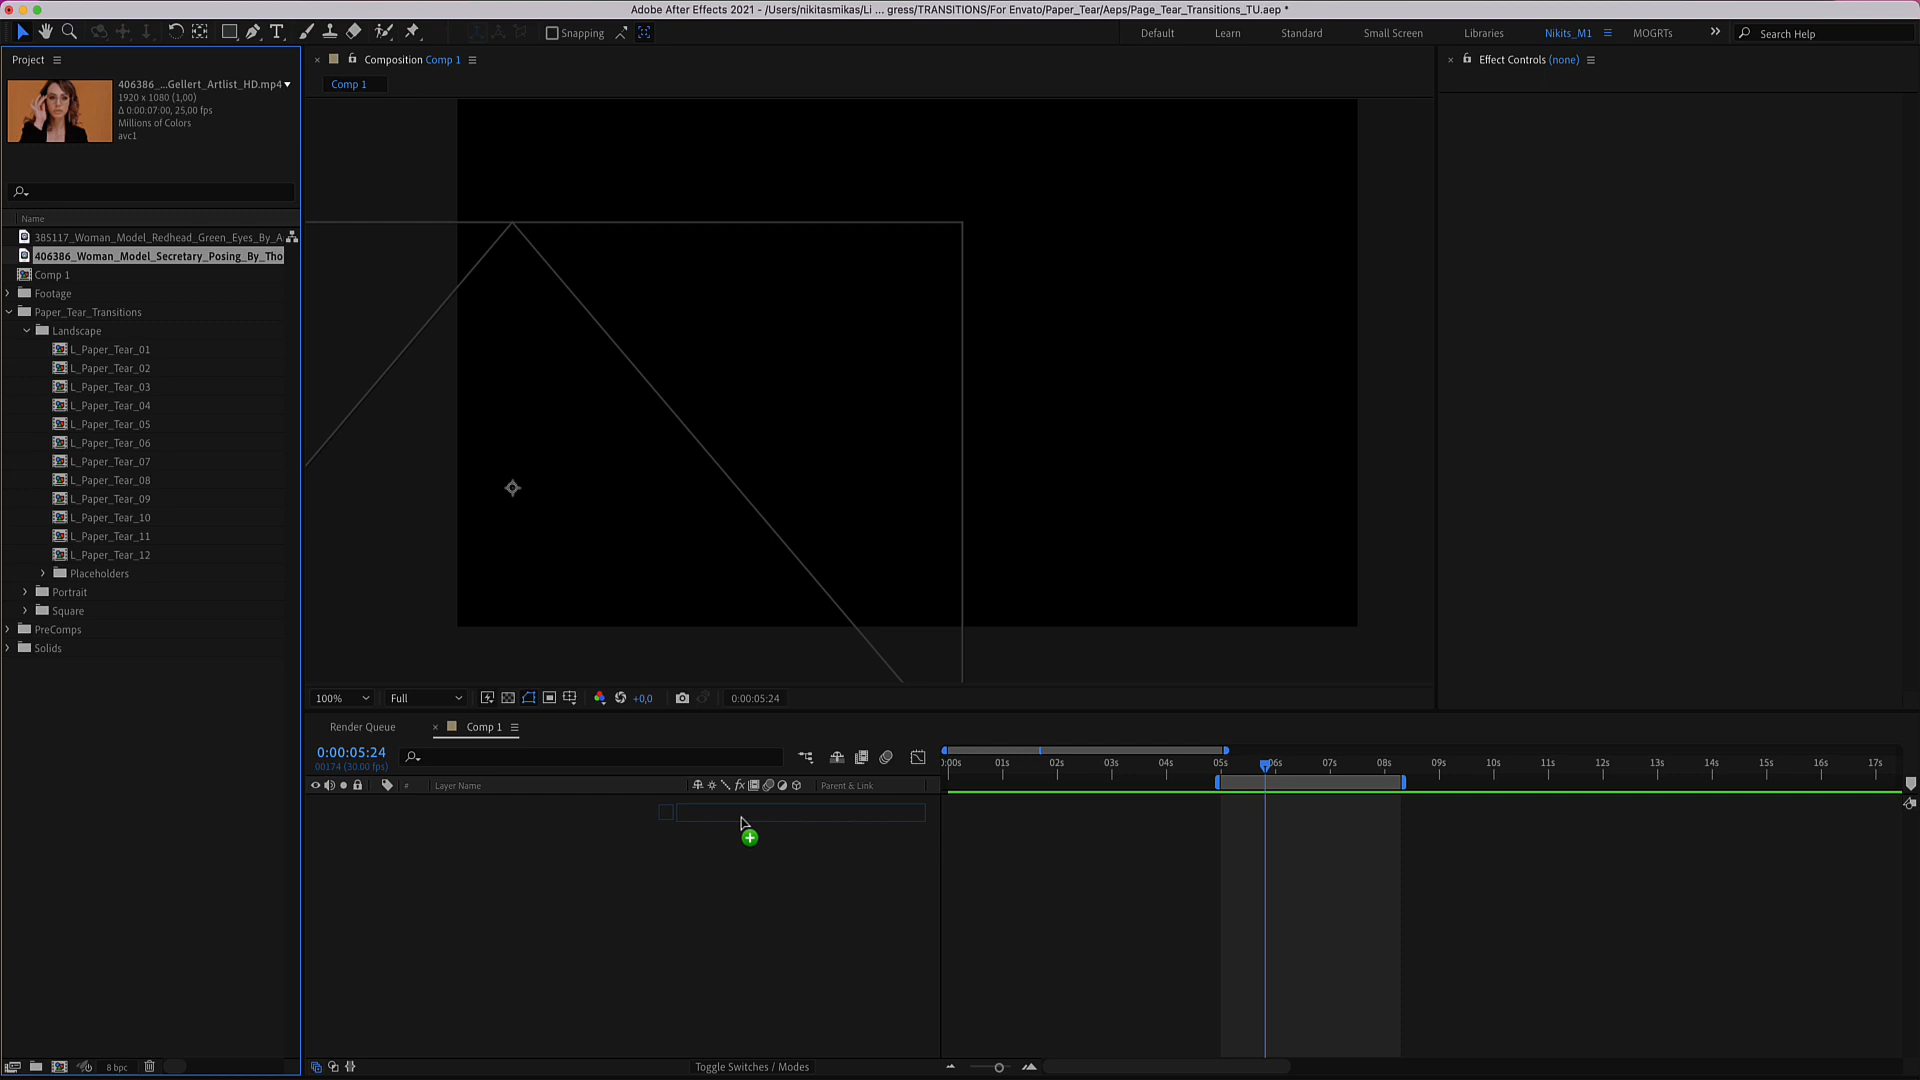 Adobe After Effects 2021 - /Users/nikitasmikas/Li ... gress/TRANSITIONS/For Envato/Paper_Tear/Aeps/Page_Tear_Transitions_TU.aep *
Snapping
Default
Learn
Standard
Small Screen
Libraries
Nikits_M1
MOGRTs
Search Help
Project
406386_...Gellert_Artlist_HD.mp4
1920 x 1080 (1,00)
Δ 0:00:07:00, 25,00 fps
Millions of Colors
avc1
Name
385117_Woman_Model_Redhead_Green_Eyes_By_A
406386_Woman_Model_Secretary_Posing_By_Tho
Comp 1
Footage
Paper_Tear_Transitions
Landscape
L_Paper_Tear_01
L_Paper_Tear_02
L_Paper_Tear_03
L_Paper_Tear_04
L_Paper_Tear_05
L_Paper_Tear_06
L_Paper_Tear_07
L_Paper_Tear_08
L_Paper_Tear_09
L_Paper_Tear_10
L_Paper_Tear_11
L_Paper_Tear_12
Placeholders
Portrait
Square
PreComps
Solids
8 bpc
Composition Comp 1
Comp 1
Effect Controls (none)
100%
Full
+0,0
0:00:05:24
Render Queue
Comp 1
0:00:05:24
00174 (30.00 fps)
# Layer Name
fx
Parent & Link
0:00s 01s 02s 03s 04s 05s 06s 07s 08s 09s 10s 11s 12s 13s 14s 15s 16s 17s
Toggle Switches / Modes